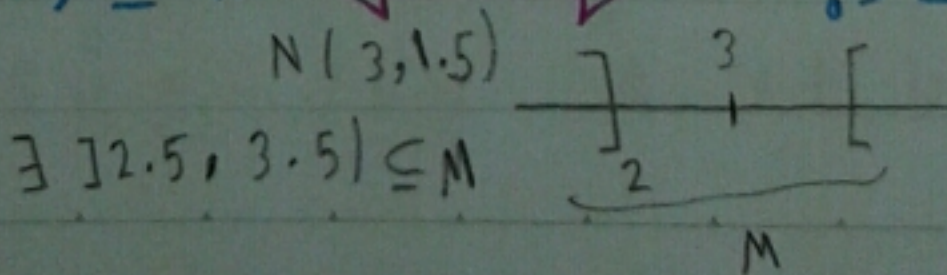 N(3,1.5)
] 3 [
∃ ]2.5, 3.5) ⊆ M
2
M